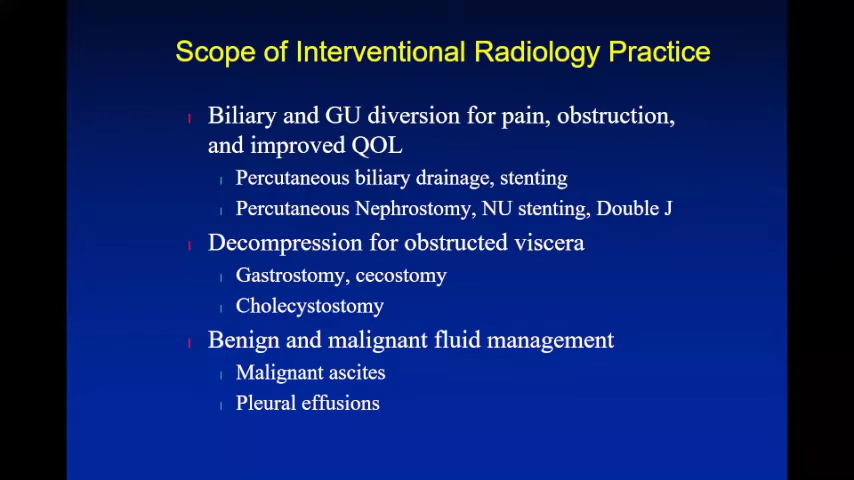 Scope of Interventional Radiology Practice
Biliary and GU diversion for pain, obstruction,
and improved QOL
Percutaneous biliary drainage, stenting
Percutaneous Nephrostomy, NU stenting, Double J
Decompression for obstructed viscera
Gastrostomy, cecostomy
Cholecystostomy
Benign and malignant fluid management
Malignant ascites
Pleural effusions